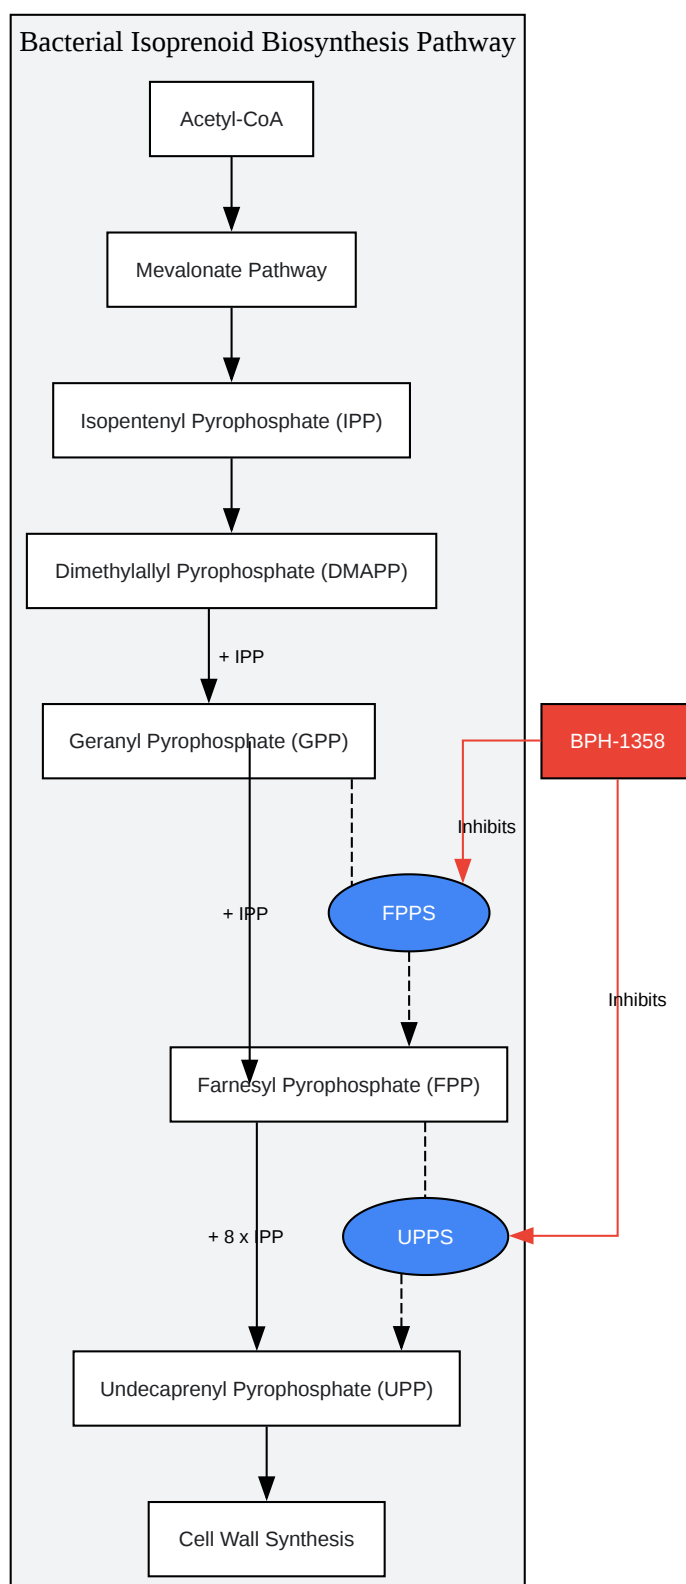 Bacterial Isoprenoid Biosynthesis Pathway
Acetyl-CoA
Mevalonate Pathway
Isopentenyl Pyrophosphate (IPP)
Dimethylallyl Pyrophosphate (DMAPP)
+ IPP
Geranyl Pyrophosphate (GPP)
BPH-1358
Inhibits
FPPS
+ IPP
Inhibits
Farnesyl Pyrophosphate (FPP)
+ 8 x IPP
UPPS
Undecaprenyl Pyrophosphate (UPP)
Cell Wall Synthesis